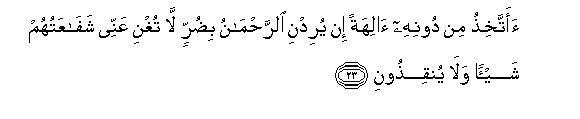 ءَأَتَّخِذُ مِن دُونِهِۦٓ ءَالِهَةً إِن يُرِدْنِ ٱلرَّحْمَـٰنُ بِضُرٍّ لَّا تُغْنِ عَنِّى شَفَـٰعَتُهُمْ
شَيْـًٔا وَلَا يُنقِذُونِ ٢٣